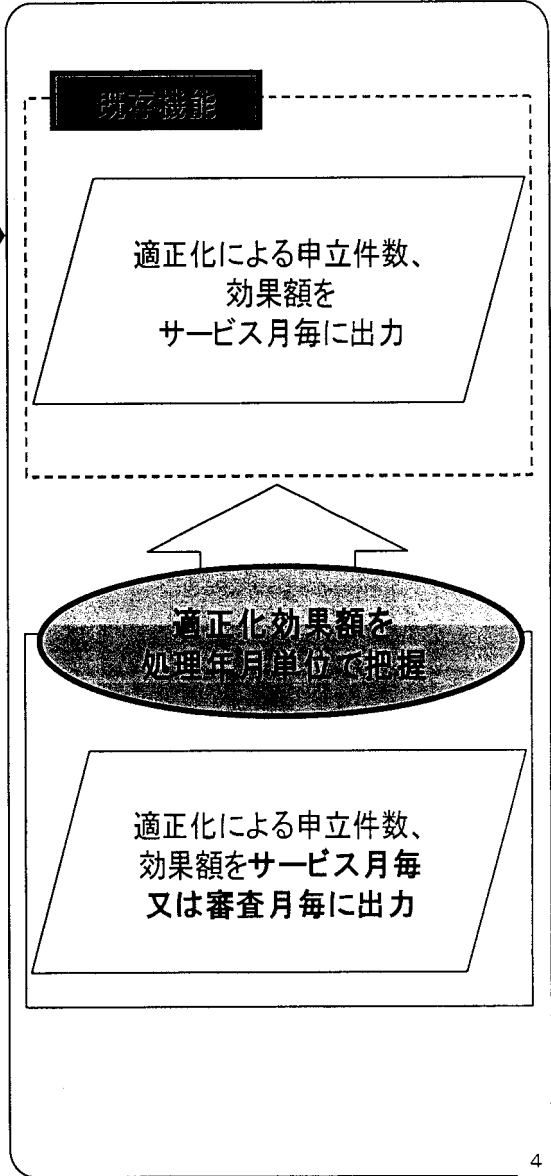 既存機能
適正化による申立件数、
効果額を
サービス月毎に出力
適正化効果額を
処理年月単位で把握
適正化による申立件数、
効果額をサービス月毎
又は審査月毎に出力
4